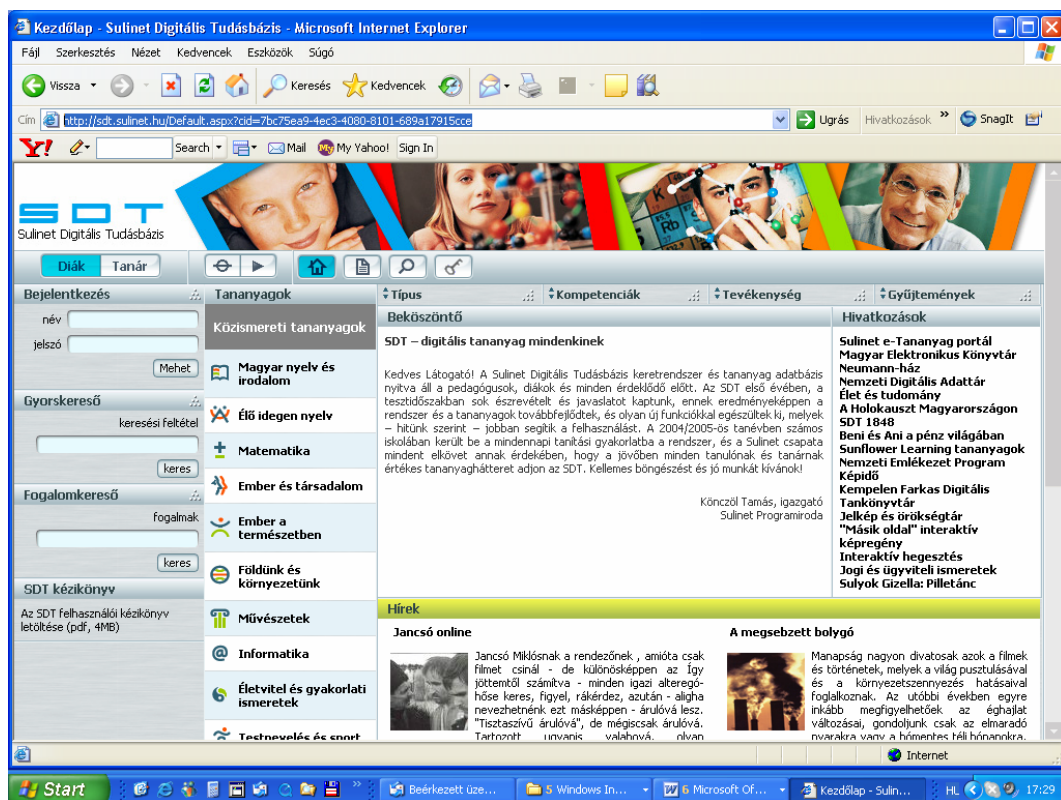 Kezdőlap - Sulinet Digitális Tudásbázis - Microsoft Internet Explorer
Fájl Szerkesztés Nézet Kedvencek Eszközök Súgó
Vissza Keresés Kedvencek
Cím http://sdt.sulinet.hu/Default.aspx?cid=7bc75ea9-4ec3-4080-8101-689a17915cce Ugrás Hivatkozások » SnagIt
Y! Search Mail My Yahoo! Sign In
SDT
Sulinet Digitális Tudásbázis
Diák Tanár
Bejelentkezés
név
jelszó
Mehet
Gyorskereső
keresési feltétel
keres
Fogalomkereső
fogalmak
keres
SDT kézikönyv
Az SDT felhasználói kézikönyv
letöltése (pdf, 4MB)
Tananyagok
Közismereti tananyagok
Magyar nyelv és
irodalom
Élő idegen nyelv
Matematika
Ember és társadalom
Ember a
természetben
Földünk és
környezetünk
Művészetek
Informatika
Életvitel és gyakorlati
ismeretek
Testnevelés és sport
Típus Kompetenciák Tevékenység Gyűjtemények
Beköszöntő
SDT – digitális tananyag mindenkinek
Kedves Látogató! A Sulinet Digitális Tudásbázis keretrendszer és tananyag adatbázis
nyitva áll a pedagógusok, diákok és minden érdeklődő előtt. Az SDT első évében, a
tesztidőszakban sok észrevételt és javaslatot kaptunk, ennek eredményeképpen a
rendszer és a tananyagok továbbfejlődtek, és olyan új funkciókkal egészültek ki, melyek
– hitünk szerint – jobban segítik a felhasználást. A 2004/2005-ös tanévben számos
iskolában került be a mindennapi tanítási gyakorlatba a rendszer, és a Sulinet csapata
mindent elkövet annak érdekében, hogy a jövőben minden tanulónak és tanárnak
értékes tananyaghátteret adjon az SDT. Kellemes böngészést és jó munkát kívánok!
Könczöl Tamás, igazgató
Sulinet Programiroda
Hivatkozások
Sulinet e-Tananyag portál
Magyar Elektronikus Könyvtár
Neumann-ház
Nemzeti Digitális Adattár
Élet és tudomány
A Holokauszt Magyarországon
SDT 1848
Beni és Ani a pénz világában
Sunflower Learning tananyagok
Nemzeti Emlékezet Program
Képidő
Kempelen Farkas Digitális
Tankönyvtár
Jelkép és örökségtár
"Másik oldal" interaktív
képregény
Interaktív hegesztés
Jogi és ügyviteli ismeretek
Sulyok Gizella: Pilletánc
Hírek
Jancsó online
Jancsó Miklósnak a rendezőnek , amióta csak
filmet csinál - de különösképpen az Így
jöttemtől számítva - minden igazi alteregó-
hőse keres, figyel, rákérdez, azután - aligha
nevezhetnénk ezt másképpen - árulóvá lesz.
"Tisztaszívű árulóvá", de mégiscsak árulóvá.
Tartozott ugyanis valahová, olyan
A megsebzett bolygó
Manapság nagyon divatosak azok a filmek
és történetek, melyek a világ pusztulásával
és a környezetszennyezés hatásaival
foglalkoznak. Az utóbbi években egyre
inkább megfigyelhetőek az éghajlat
változásai, gondoljunk csak az elmaradó
nyarakra vagy a hómentes téli hónapokra.
Internet
Start Beérkezett üze... 5 Windows In... 6 Microsoft Of... Kezdőlap - Sulin... HU 17:29